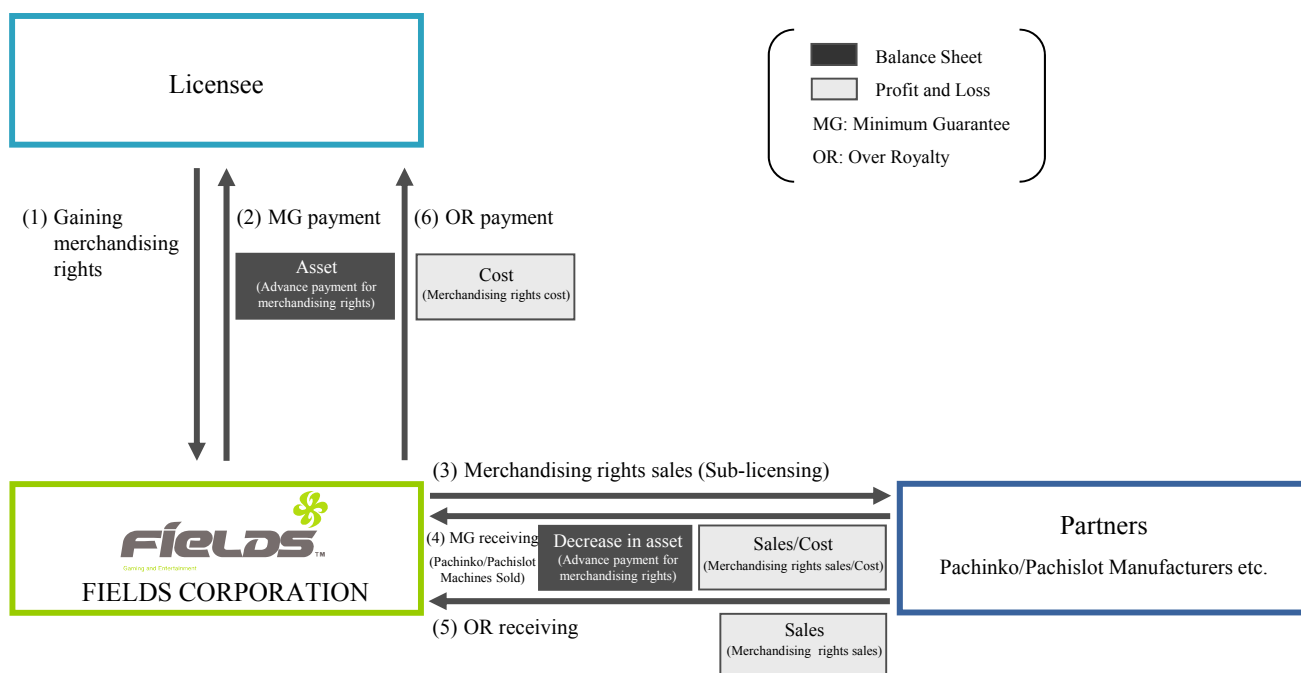 Licensee
Balance Sheet
Profit and Loss
MG: Minimum Guarantee
OR: Over Royalty
(1) Gaining
merchandising
rights
(2) MG payment
Asset
(Advance payment for
merchandising rights)
(6) OR payment
Cost
(Merchandising rights cost)
FIELDS™
Gaming and Entertainment
FIELDS CORPORATION
(3) Merchandising rights sales (Sub-licensing)
(4) MG receiving
(Pachinko/Pachislot
Machines Sold)
Decrease in asset
(Advance payment for
merchandising rights)
Sales/Cost
(Merchandising rights sales/Cost)
(5) OR receiving
Sales
(Merchandising rights sales)
Partners
Pachinko/Pachislot Manufacturers etc.